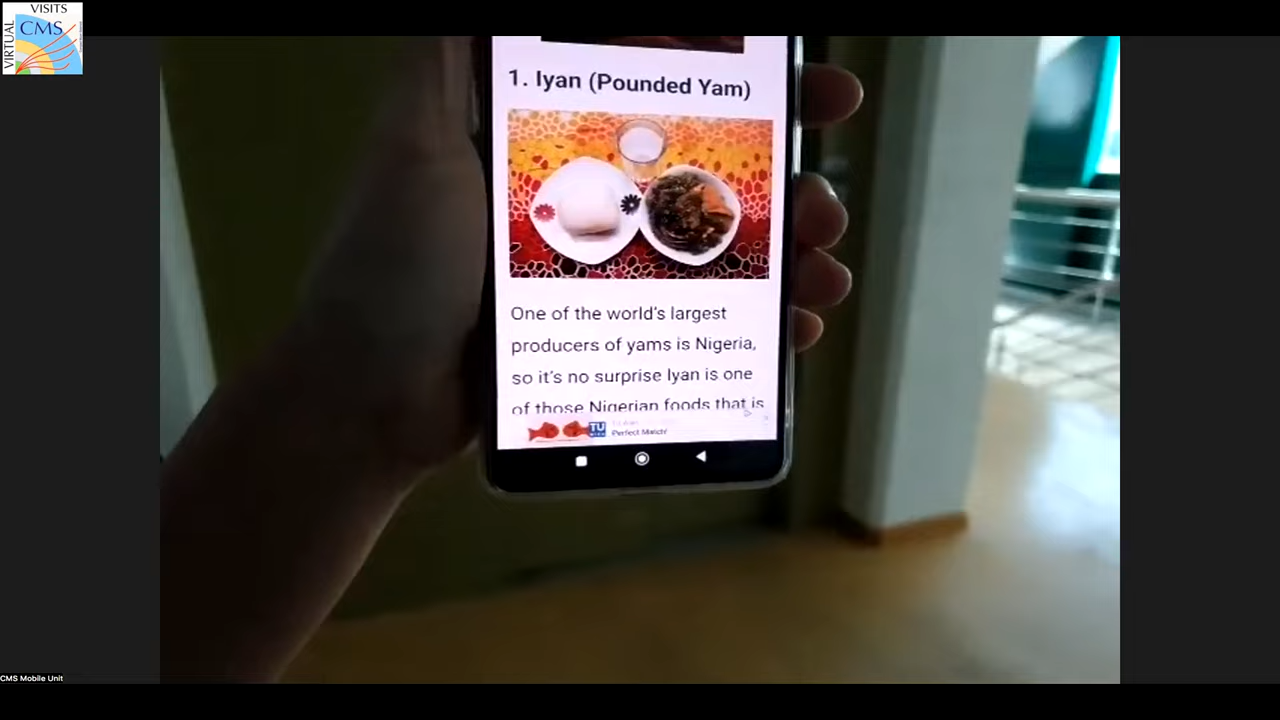 VISITS
VIRTUAL
CMS
1. Iyan (Pounded Yam)
One of the world's largest
producers of yams is Nigeria,
so it's no surprise Iyan is one
of those Nigerian foods that is
TU
Perfect Match!
CMS Mobile Unit